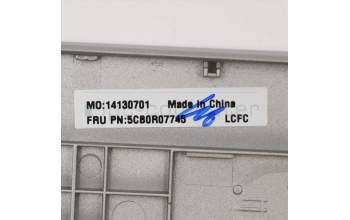 MO:14130701 Made In China
FRU PN:5CB0R07745 LCFC